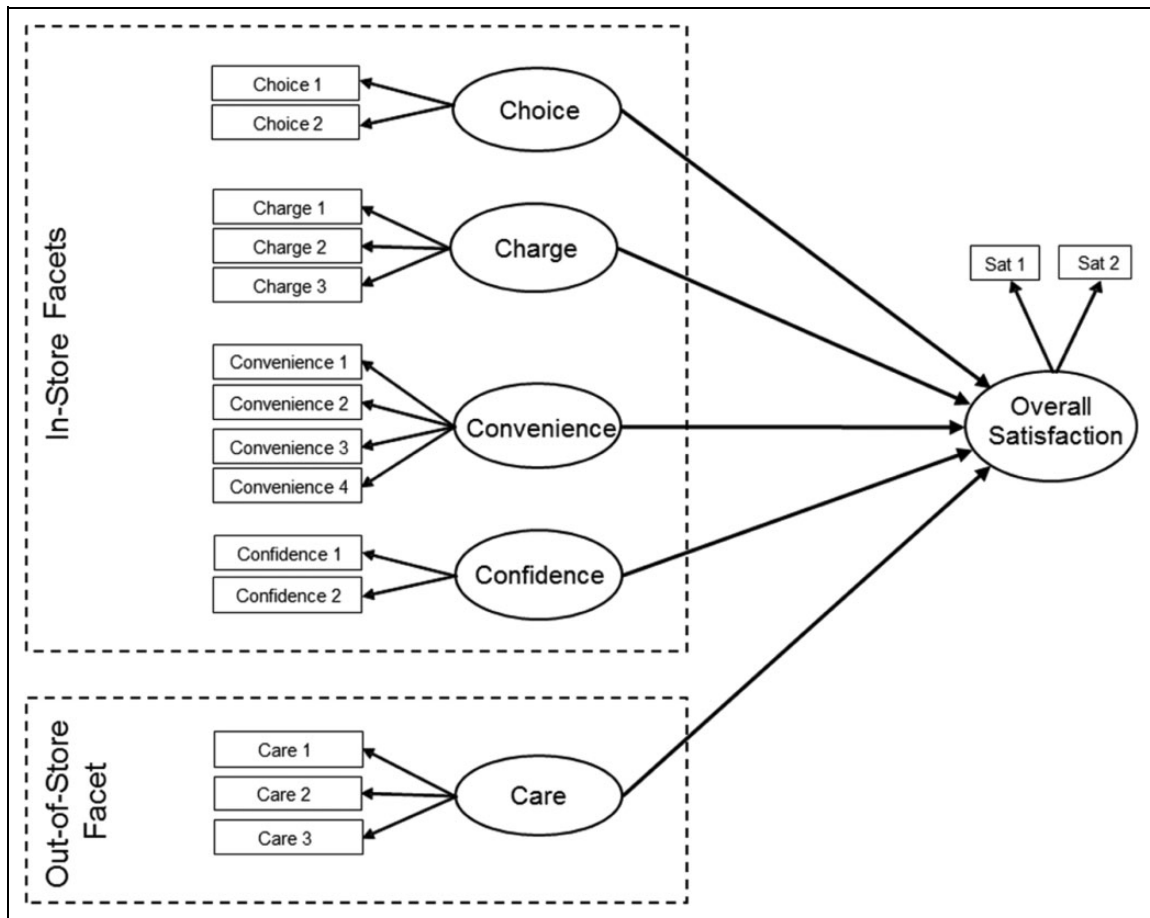 In-Store Facets
Choice 1
Choice 2
Choice
Charge 1
Charge 2
Charge 3
Charge
Convenience 1
Convenience 2
Convenience 3
Convenience 4
Convenience
Confidence 1
Confidence 2
Confidence
Out-of-Store
Facet
Care 1
Care 2
Care 3
Care
Sat 1
Sat 2
Overall
Satisfaction